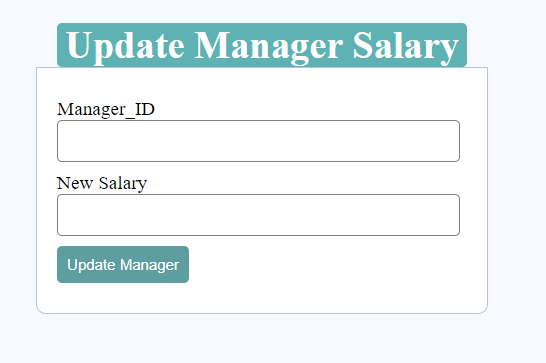 Update Manager Salary
Manager_ID
New Salary
Update Manager